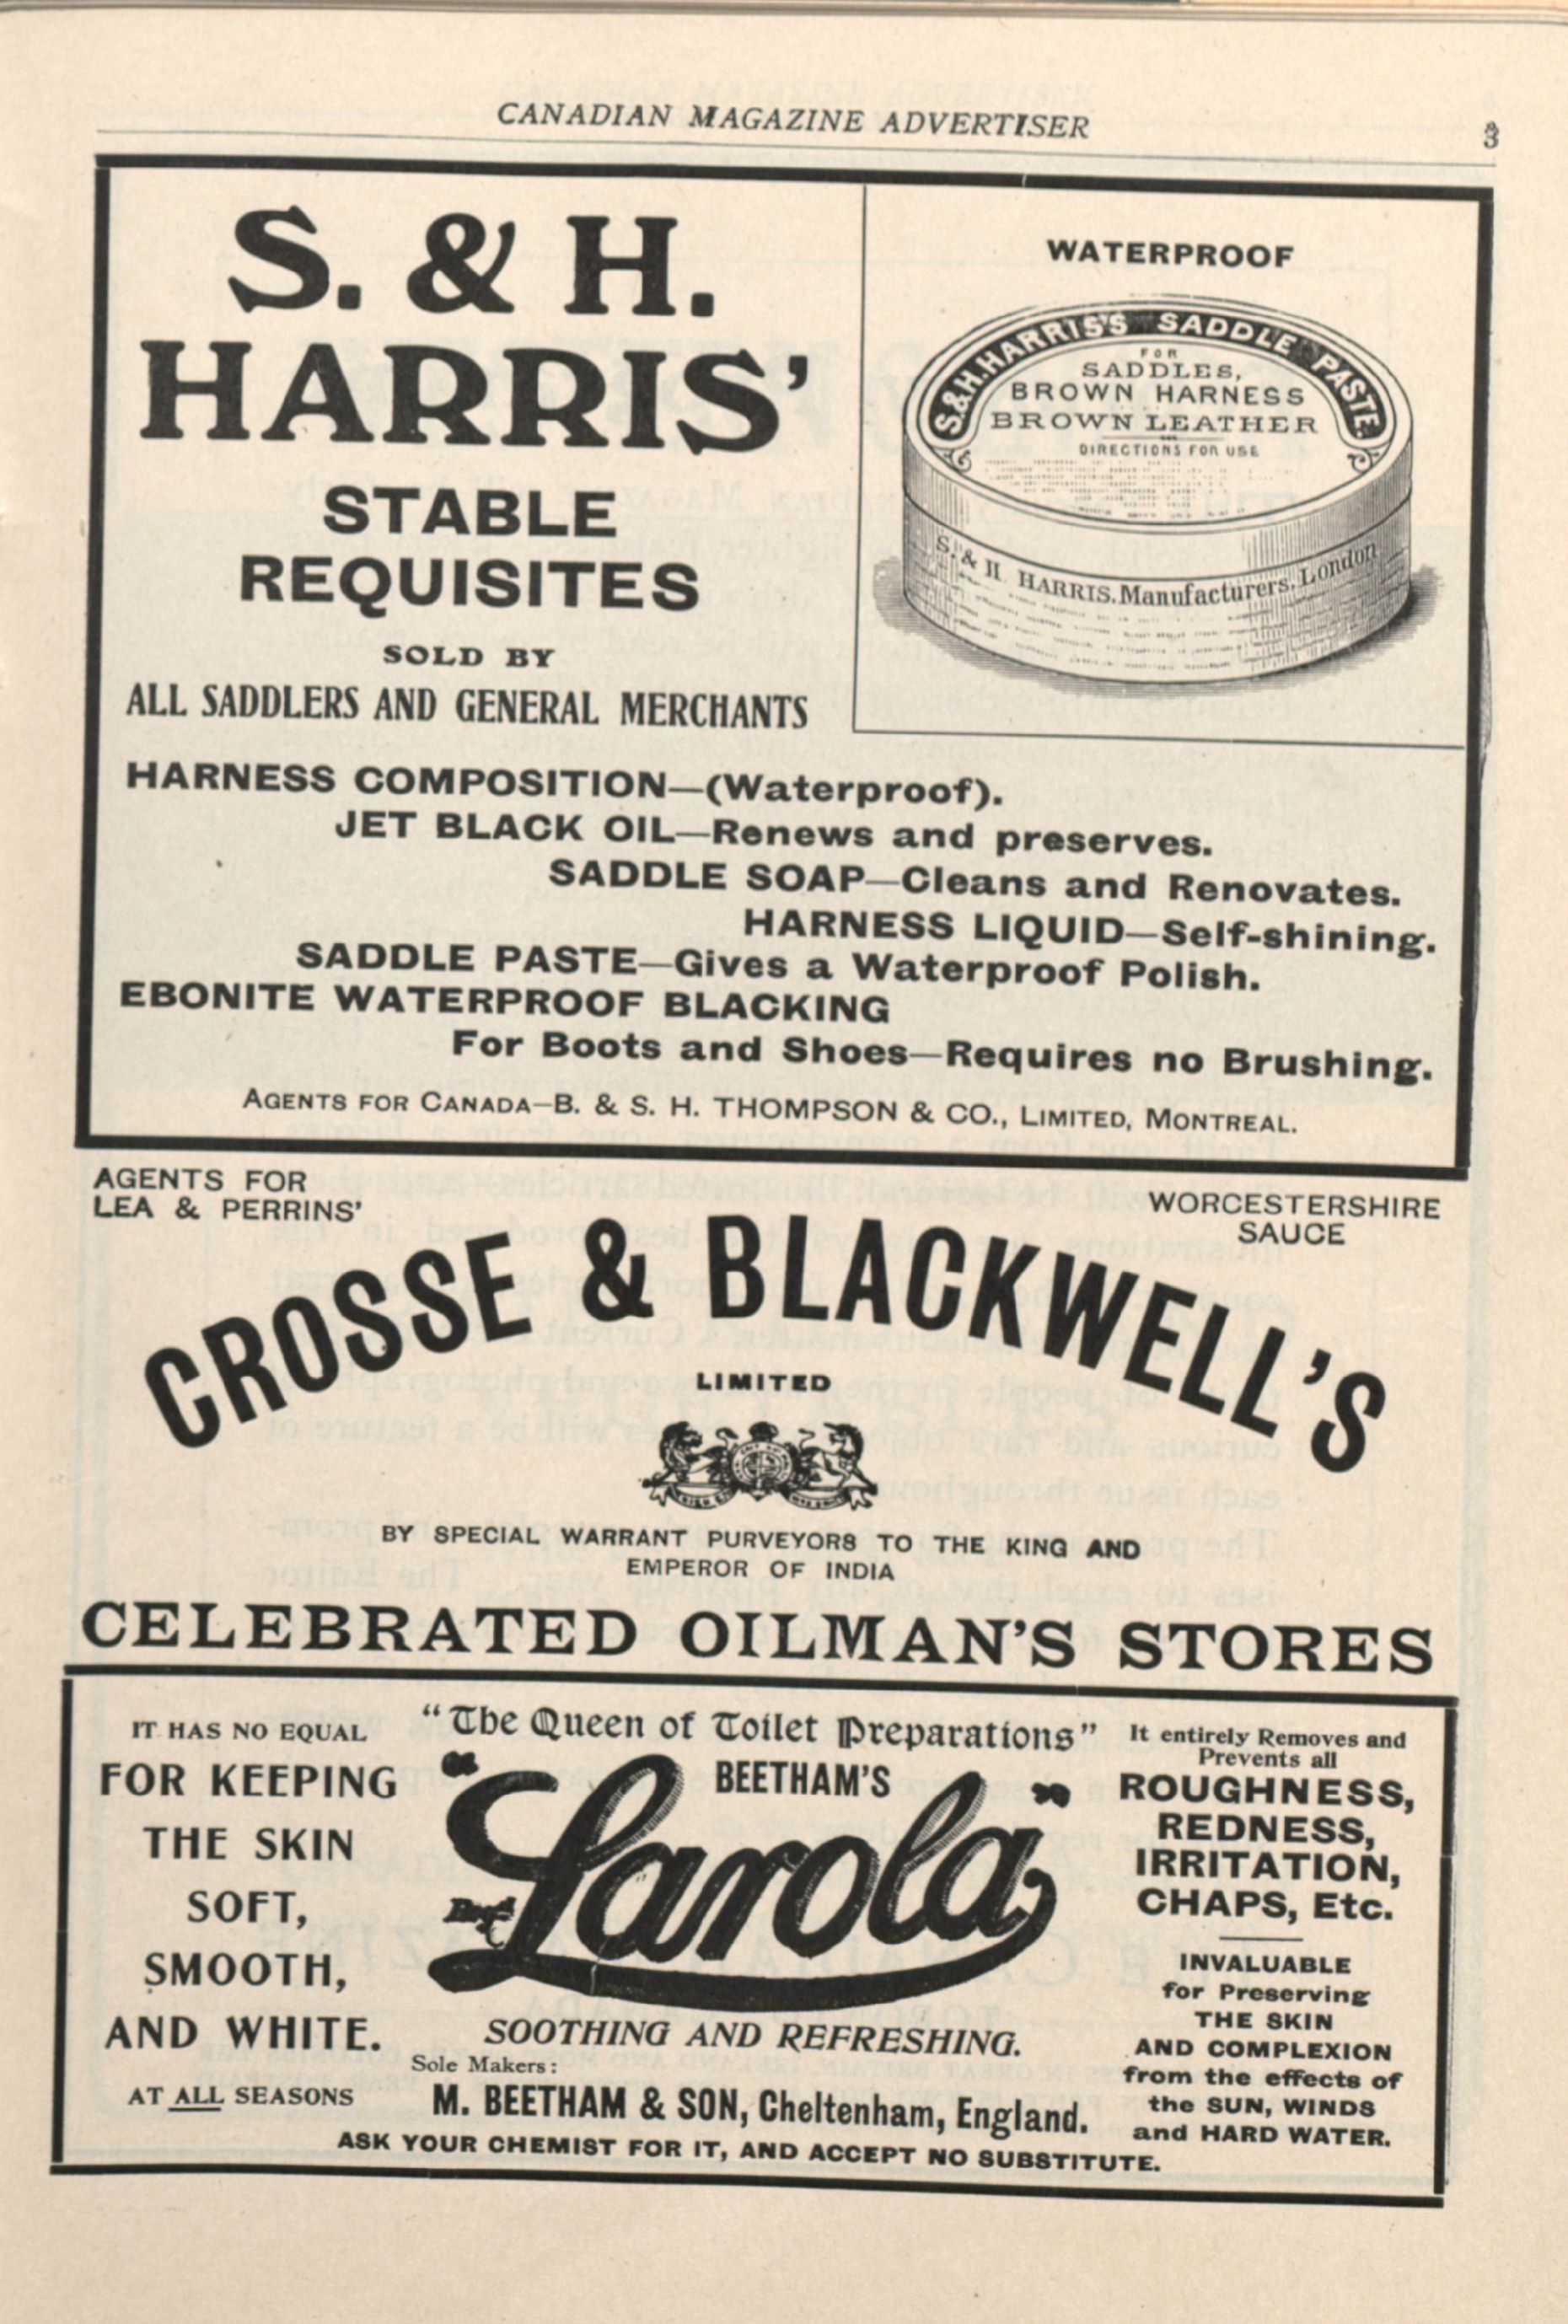 CANADIAN MAGAZINE ADVERTISER
3
S. & H.
HARRIS'
STABLE
REQUISITES
SOLD BY
ALL SADDLERS AND GENERAL MERCHANTS
WATERPROOF
S.&H.HARRIS'S SADDLE PASTE.
FOR
SADDLES,
BROWN HARNESS
BROWN LEATHER
DIRECTIONS FOR USE
S. & H. HARRIS. Manufacturers. London
HARNESS COMPOSITION—(Waterproof).
JET BLACK OIL—Renews and preserves.
SADDLE SOAP—Cleans and Renovates.
HARNESS LIQUID—Self-shining.
SADDLE PASTE—Gives a Waterproof Polish.
EBONITE WATERPROOF BLACKING
For Boots and Shoes—Requires no Brushing.
AGENTS FOR CANADA—B. & S. H. THOMPSON & CO., LIMITED, MONTREAL.
AGENTS FOR
LEA & PERRINS'
WORCESTERSHIRE
SAUCE
CROSSE & BLACKWELL'S
LIMITED
BY SPECIAL WARRANT PURVEYORS TO THE KING AND
EMPEROR OF INDIA
CELEBRATED OILMAN'S STORES
IT HAS NO EQUAL
FOR KEEPING
THE SKIN
SOFT,
SMOOTH,
AND WHITE.
AT ALL SEASONS
"The Queen of Toilet Preparations"
BEETHAM'S
"Larola"
Regd
SOOTHING AND REFRESHING.
Sole Makers:
M. BEETHAM & SON, Cheltenham, England.
It entirely Removes and
Prevents all
ROUGHNESS,
REDNESS,
IRRITATION,
CHAPS, Etc.
INVALUABLE
for Preserving
THE SKIN
AND COMPLEXION
from the effects of
the SUN, WINDS
and HARD WATER.
ASK YOUR CHEMIST FOR IT, AND ACCEPT NO SUBSTITUTE.